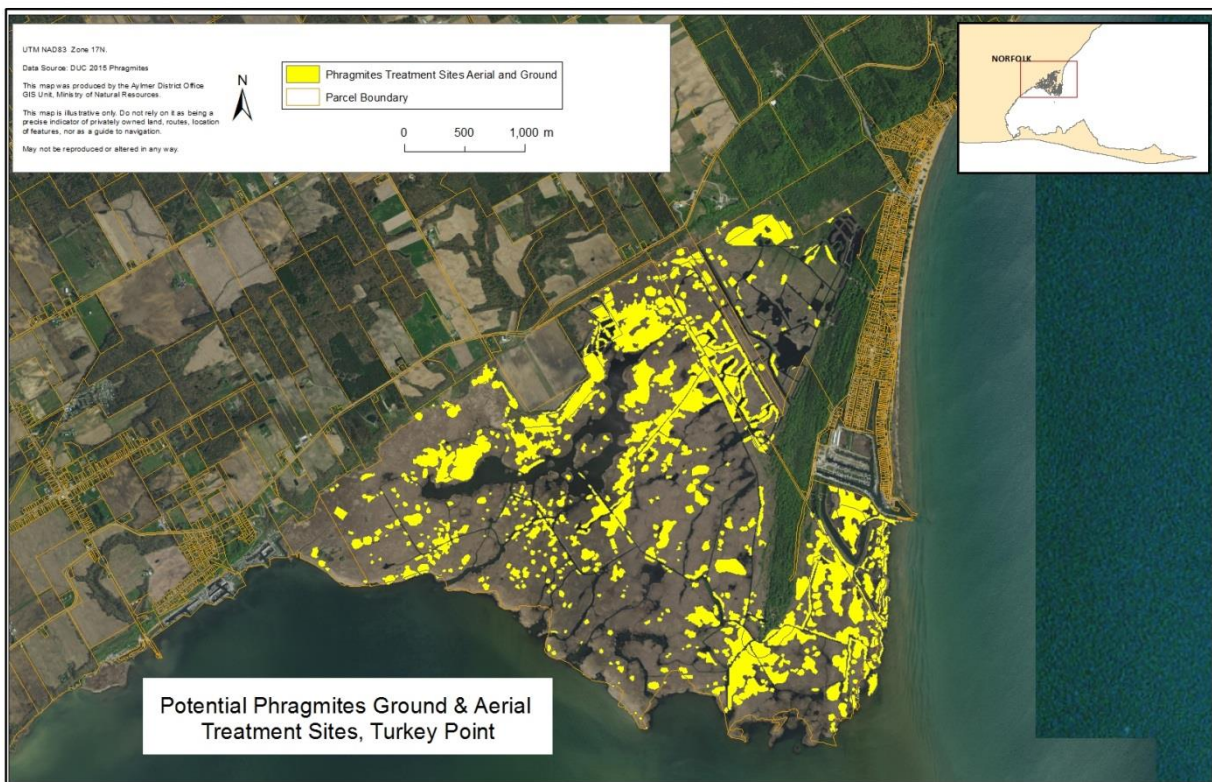 UTM NAD83 Zone 17N.
Data Source: DUC 2015 Phragmites
This map was produced by the Aylmer District Office
GIS Unit, Ministry of Natural Resources.
This map is illustrative only. Do not rely on it as being a
precise indicator of privately owned land, routes, location
of features, nor as a guide to navigation.
May not be reproduced or altered in any way.
N
Phragmites Treatment Sites Aerial and Ground
Parcel Boundary
0 500 1,000 m
NORFOLK
Potential Phragmites Ground & Aerial
Treatment Sites, Turkey Point